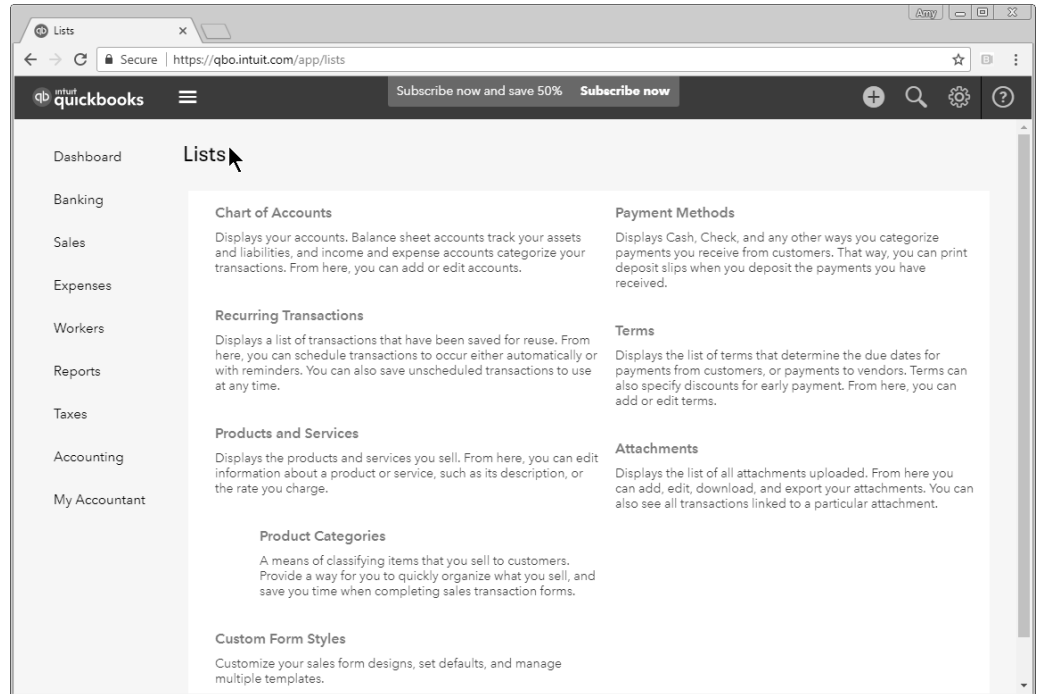 Amy
Lists
Secure | https://qbo.intuit.com/app/lists
intuit
quickbooks
Subscribe now and save 50% Subscribe now
Dashboard
Banking
Sales
Expenses
Workers
Reports
Taxes
Accounting
My Accountant
Lists
Chart of Accounts
Displays your accounts. Balance sheet accounts track your assets
and liabilities, and income and expense accounts categorize your
transactions. From here, you can add or edit accounts.
Recurring Transactions
Displays a list of transactions that have been saved for reuse. From
here, you can schedule transactions to occur either automatically or
with reminders. You can also save unscheduled transactions to use
at any time.
Products and Services
Displays the products and services you sell. From here, you can edit
information about a product or service, such as its description, or
the rate you charge.
Product Categories
A means of classifying items that you sell to customers.
Provide a way for you to quickly organize what you sell, and
save you time when completing sales transaction forms.
Custom Form Styles
Customize your sales form designs, set defaults, and manage
multiple templates.
Payment Methods
Displays Cash, Check, and any other ways you categorize
payments you receive from customers. That way, you can print
deposit slips when you deposit the payments you have
received.
Terms
Displays the list of terms that determine the due dates for
payments from customers, or payments to vendors. Terms can
also specify discounts for early payment. From here, you can
add or edit terms.
Attachments
Displays the list of all attachments uploaded. From here you
can add, edit, download, and export your attachments. You can
also see all transactions linked to a particular attachment.